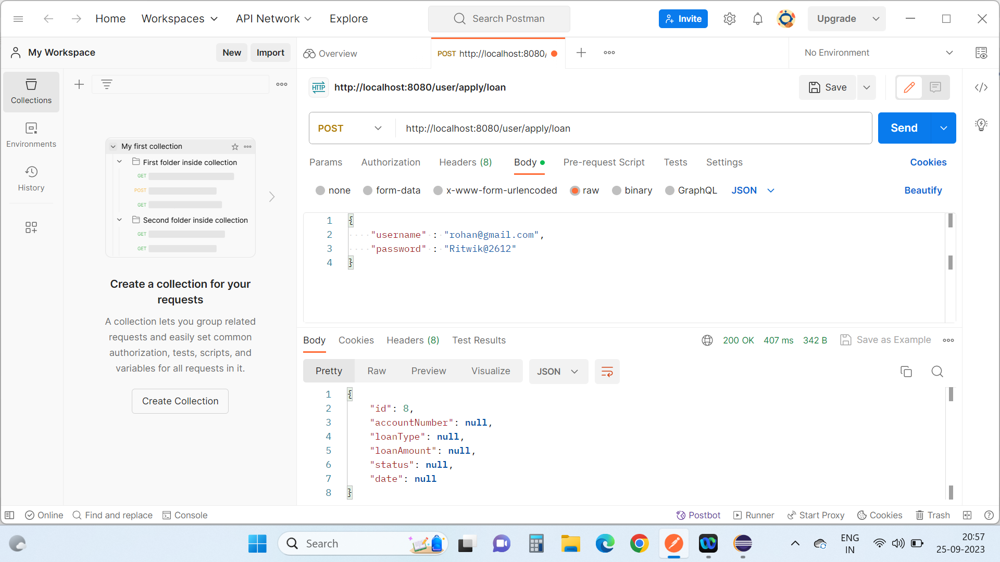 Home Workspaces API Network Explore Search Postman Invite Upgrade
My Workspace New Import Overview POST http://localhost:8080/ No Environment
Collections
Environments
History
My first collection
First folder inside collection
GET
POST
GET
Second folder inside collection
GET
GET
Create a collection for your
requests
A collection lets you group related
requests and easily set common
authorization, tests, scripts, and
variables for all requests in it.
Create Collection
HTTP http://localhost:8080/user/apply/loan Save
POST http://localhost:8080/user/apply/loan Send
Params Authorization Headers (8) Body Pre-request Script Tests Settings Cookies
none form-data x-www-form-urlencoded raw binary GraphQL JSON Beautify
1 {
2 "username" : "rohan@gmail.com",
3 "password" : "Ritwik@2612"
4 }
Body Cookies Headers (8) Test Results 200 OK 407 ms 342 B Save as Example
Pretty Raw Preview Visualize JSON
1 {
2 "id": 8,
3 "accountNumber": null,
4 "loanType": null,
5 "loanAmount": null,
6 "status": null,
7 "date": null
8 }
Online Find and replace Console Postbot Runner Start Proxy Cookies Trash
Search ENG 20:57
IN 25-09-2023